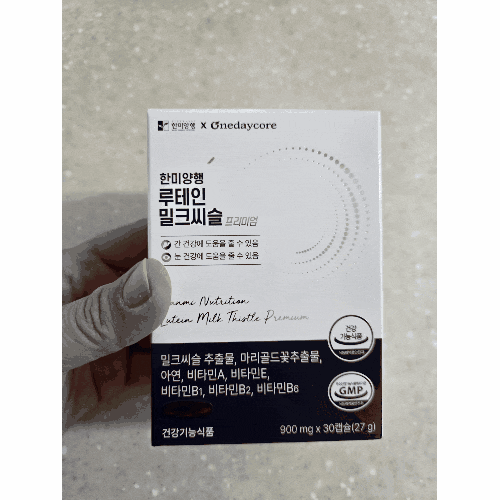 한미양행 x Onedaycore
한미양행
루테인
밀크씨슬 프리미엄
간 건강에 도움을 줄 수 있음
눈 건강에 도움을 줄 수 있음
Nutrition
Lutein Milk Thistle Premium
건강
기능식품
밀크씨슬 추출물, 마리골드꽃추출물,
아연, 비타민A, 비타민E,
비타민B1, 비타민B2, 비타민B6
GMP
건강기능식품
900 mg x 30캡슐(27 g)